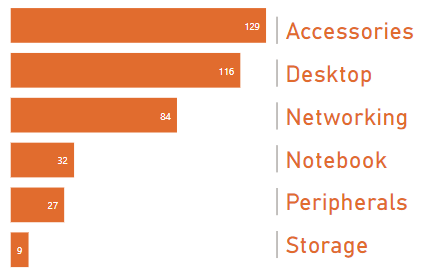 129 Accessories
116 Desktop
84 Networking
32 Notebook
27 Peripherals
9 Storage